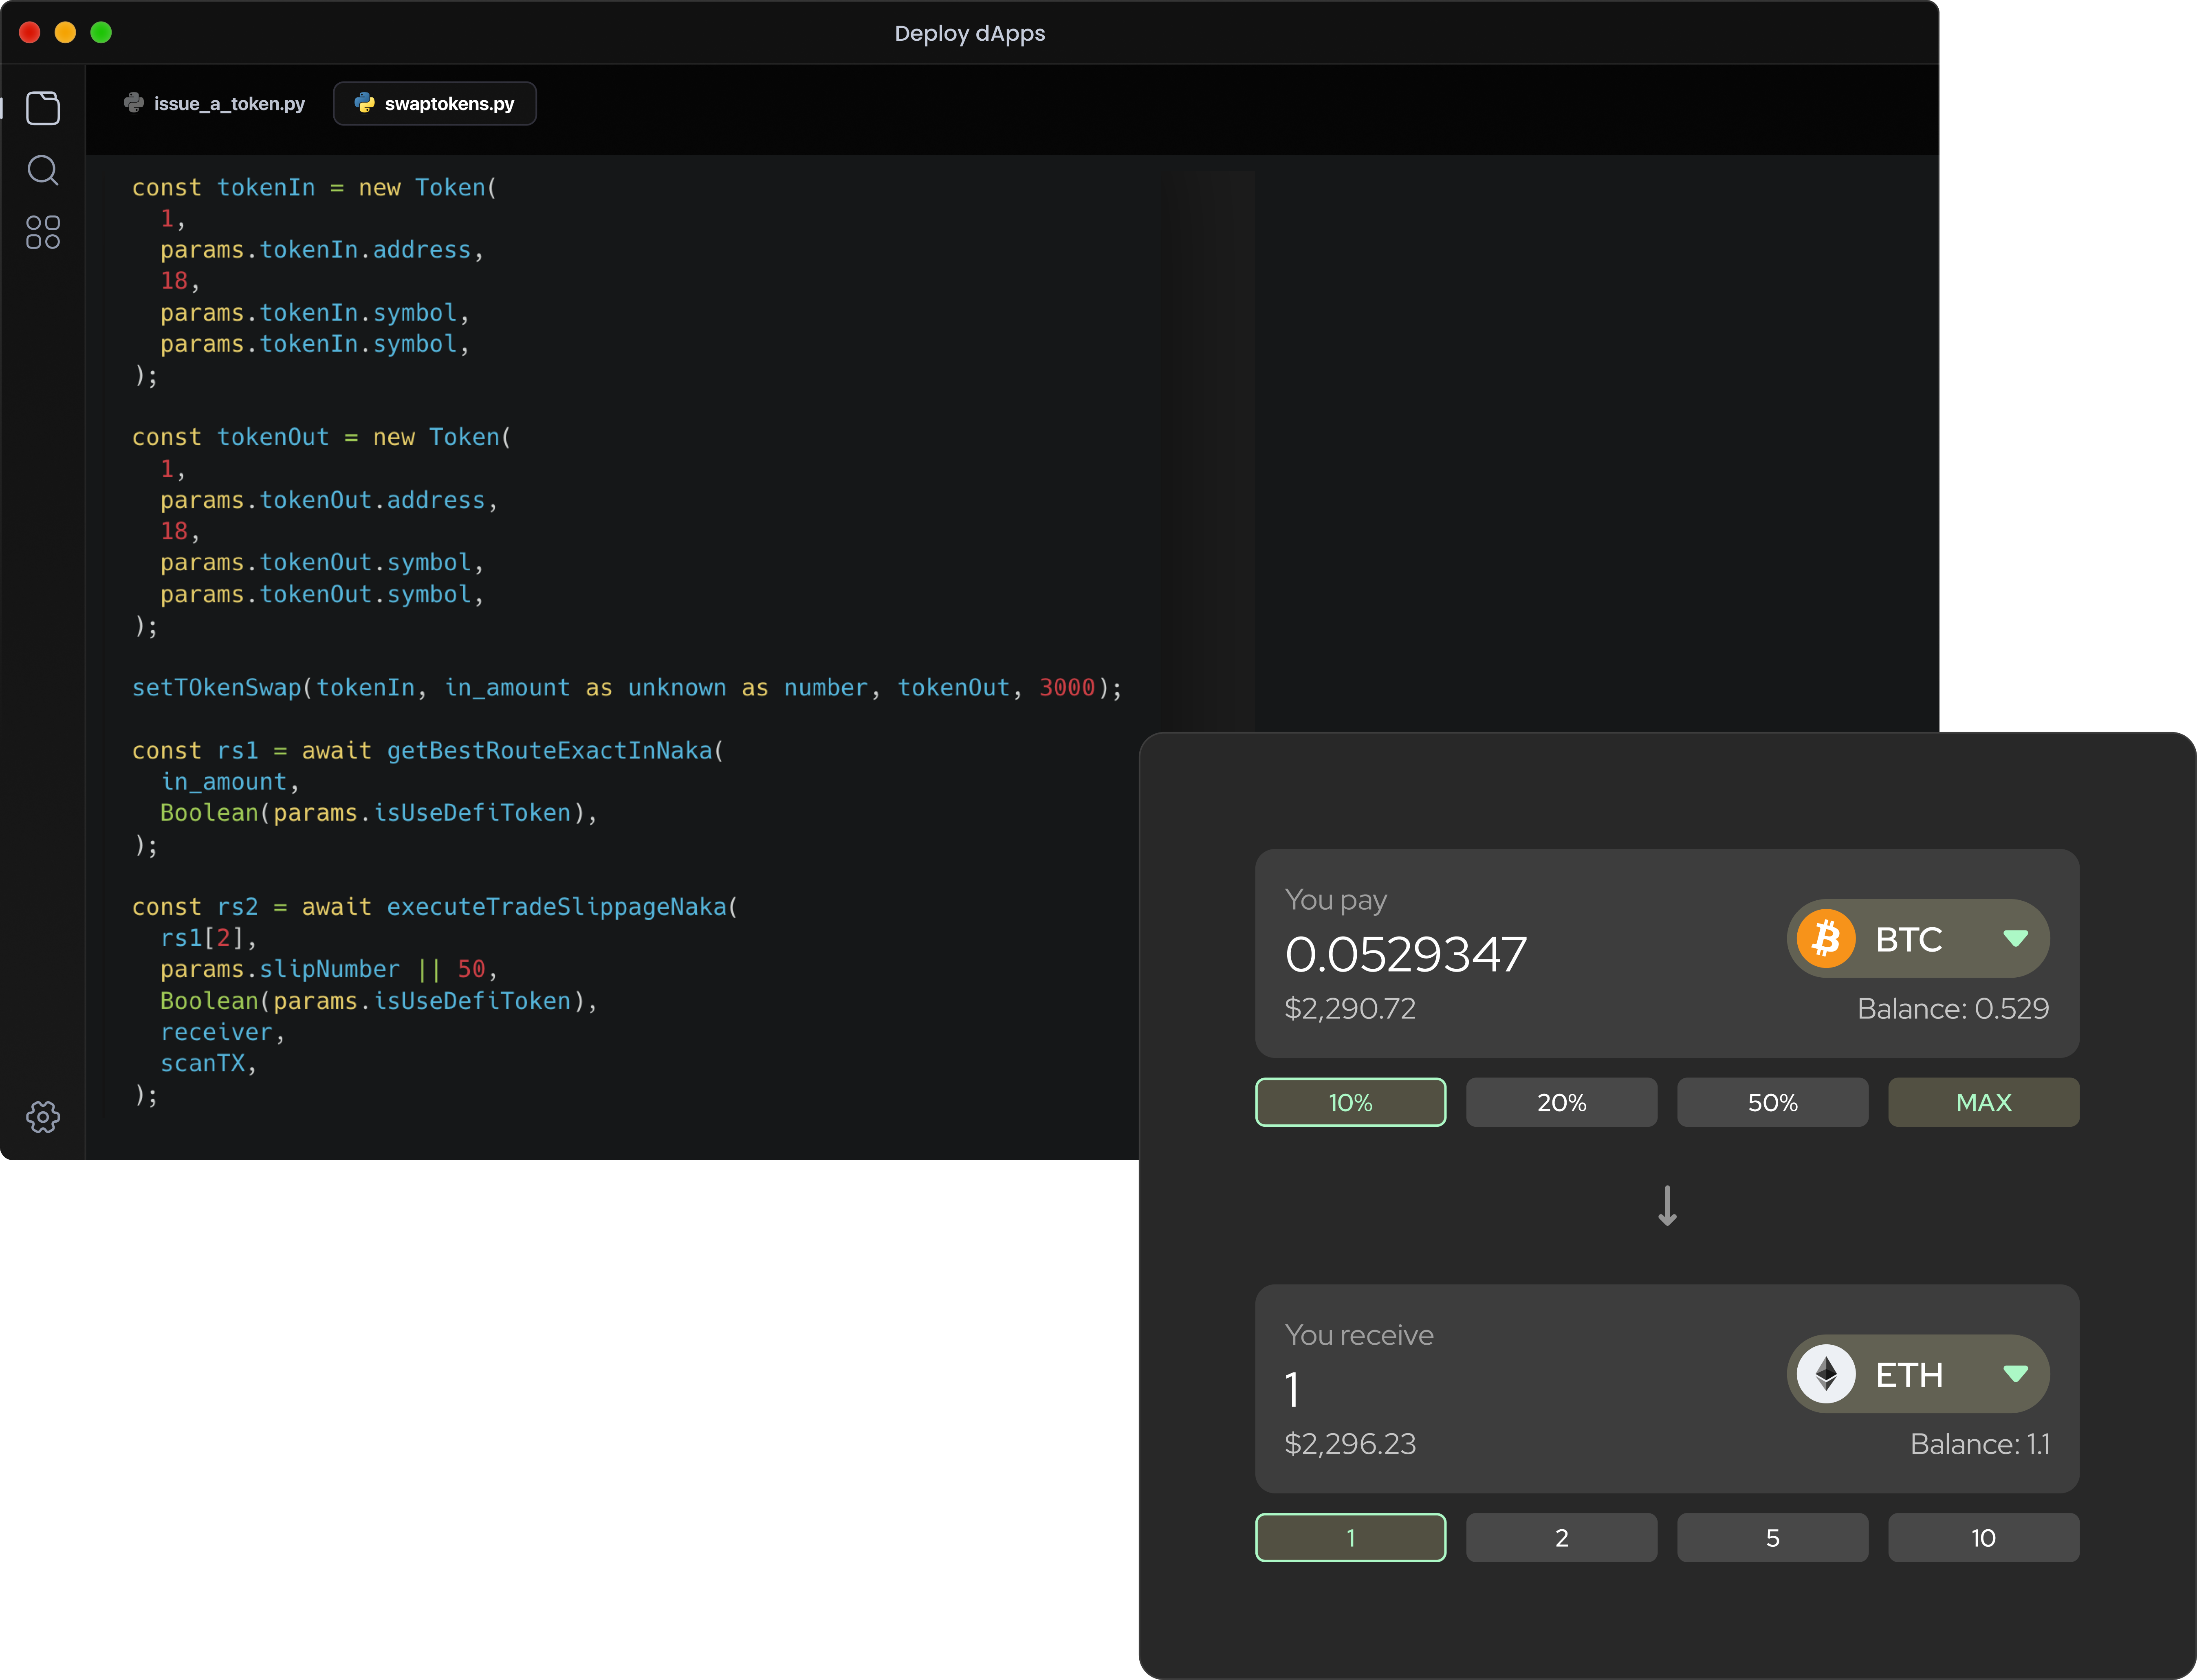 Deploy dApps
issue_a_token.py
swaptokens.py
const tokenIn = new Token(
1,
params.tokenIn.address,
18,
params.tokenIn.symbol,
params.tokenIn.symbol,
);
const tokenOut = new Token(
1,
params.tokenOut.address,
18,
params.tokenOut.symbol,
params.tokenOut.symbol,
);
setTOkenSwap(tokenIn, in_amount as unknown as number, tokenOut, 3000);
const rs1 = await getBestRouteExactInNaka(
in_amount,
Boolean(params.isUseDefiToken),
);
const rs2 = await executeTradeSlippageNaka(
rs1[2],
params.slipNumber || 50,
Boolean(params.isUseDefiToken),
receiver,
scanTX,
);
You pay
0.0529347
BTC
$2,290.72
Balance: 0.529
10%
20%
50%
MAX
You receive
1
ETH
$2,296.23
Balance: 1.1
1
2
5
10